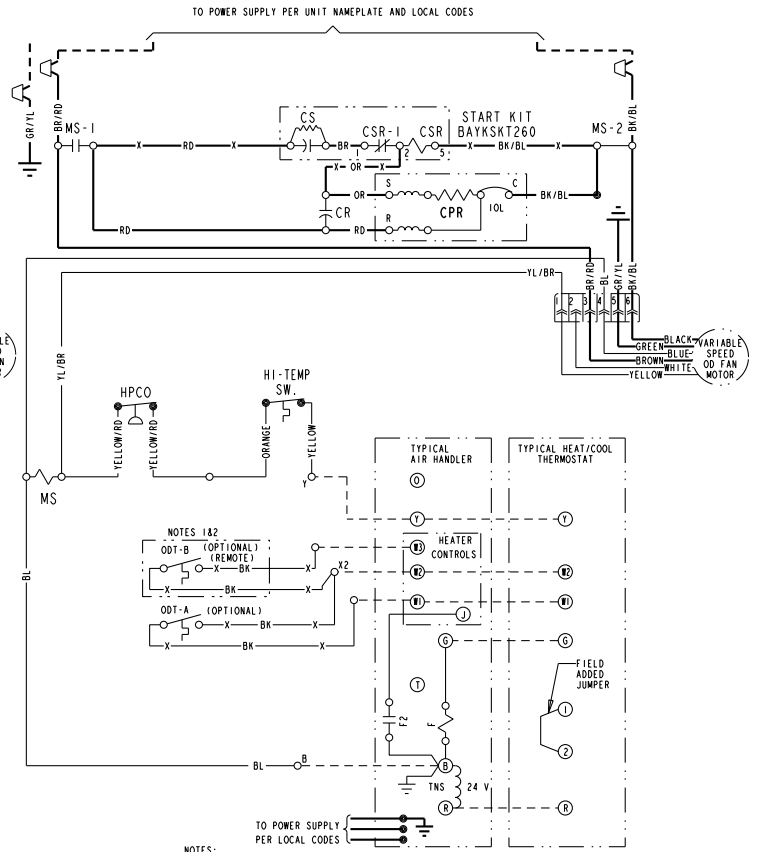 TO POWER SUPPLY PER UNIT NAMEPLATE AND LOCAL CODES
GR/YL
BR/RD
BK/BL
MS-1
X
RD
X
CS
BR
1
CSR-1
2
CSR
5
START KIT
BAYKSKT260
X
BK/BL
X
MS-2
X
OR
X
OR
S
C
BK/BL
CR
CPR
IOL
R
RD
RD
YL/BR
BR/RD
BL
GR/YL
BK/BL
1
2
3
4
5
6
BLACK
GREEN
BLUE
BROWN
WHITE
YELLOW
VARIABLE
SPEED
OD FAN
MOTOR
LE
YL/BR
HPCO
YELLOW/RD
YELLOW/RD
HI-TEMP
SW.
ORANGE
YELLOW
Y
MS
BL
TYPICAL
AIR HANDLER
TYPICAL HEAT/COOL
THERMOSTAT
O
Y
Y
NOTES 1&2
ODT-B
(OPTIONAL)
(REMOTE)
X
BK
X
X
BK
X
X2
HEATER
CONTROLS
W3
W2
W2
W1
W1
J
ODT-A
(OPTIONAL)
X
BK
X
X
BK
X
G
G
T
FIELD
ADDED
JUMPER
1
2
F2
F
BL
B
B
TNS
24 V
R
R
TO POWER SUPPLY
PER LOCAL CODES
NOTES: